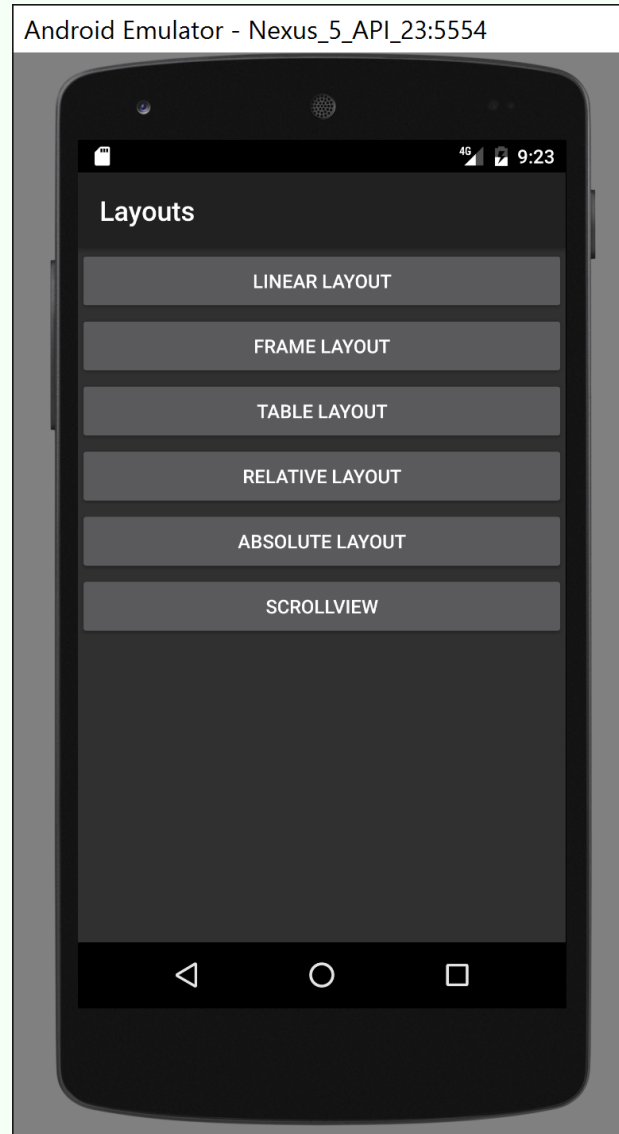 Android Emulator - Nexus_5_API_23:5554
4G 9:23
Layouts
LINEAR LAYOUT
FRAME LAYOUT
TABLE LAYOUT
RELATIVE LAYOUT
ABSOLUTE LAYOUT
SCROLLVIEW